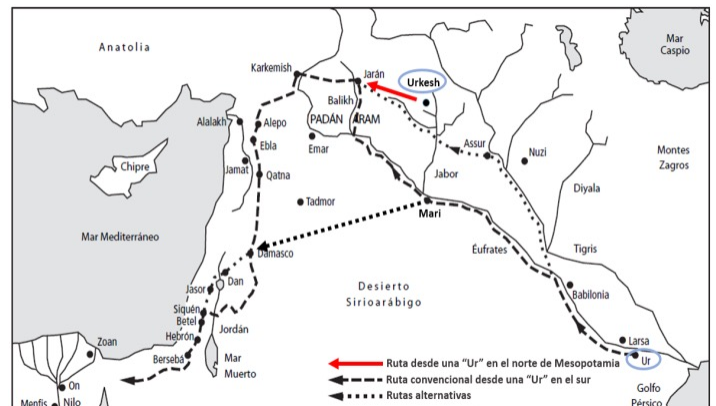 Anatolia
Mar
Caspio
Karkemish
Jarán
Urkesh
Balikh
PADÁN ARAM
Alalakh
Alepo
Ebla
Emar
Assur
Nuzi
Montes
Zagros
Chipre
Jamat
Qatna
Jabor
Diyala
Tadmor
Mari
Mar Mediterráneo
Éufrates
Tigris
Damasco
Desierto
Sirioarábigo
Dan
Jasor
Babilonia
Siquén
Betel
Jordán
Hebrón
Zoan
Larsa
Bersebá
Mar
Muerto
Ur
Ruta desde una "Ur" en el norte de Mesopotamia
Ruta convencional desde una "Ur" en el sur
Rutas alternativas
On
Menfis
Nilo
Golfo
Pérsico